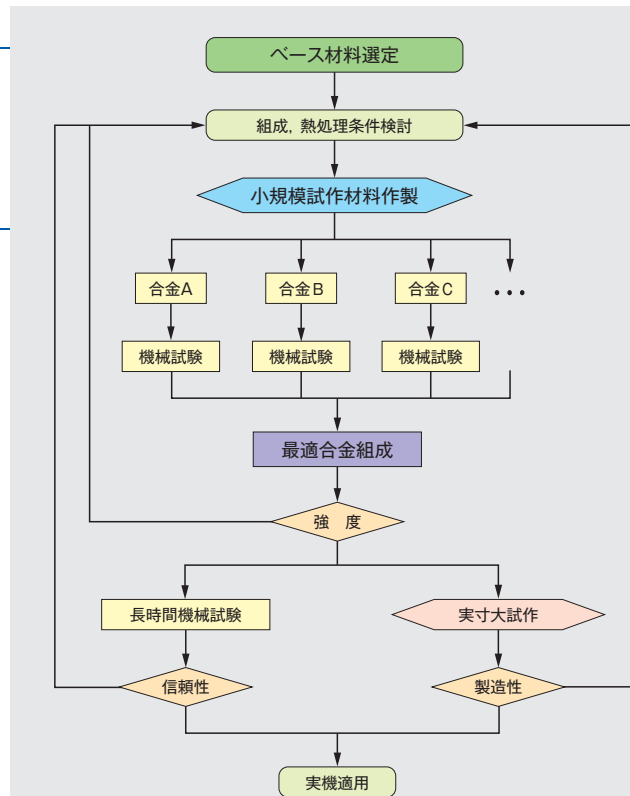 ベース材料選定
組成，熱処理条件検討
小規模試作材料作製
合金A
合金B
合金C
・・・
機械試験
機械試験
機械試験
最適合金組成
強　度
長時間機械試験
実寸大試作
信頼性
製造性
実機適用